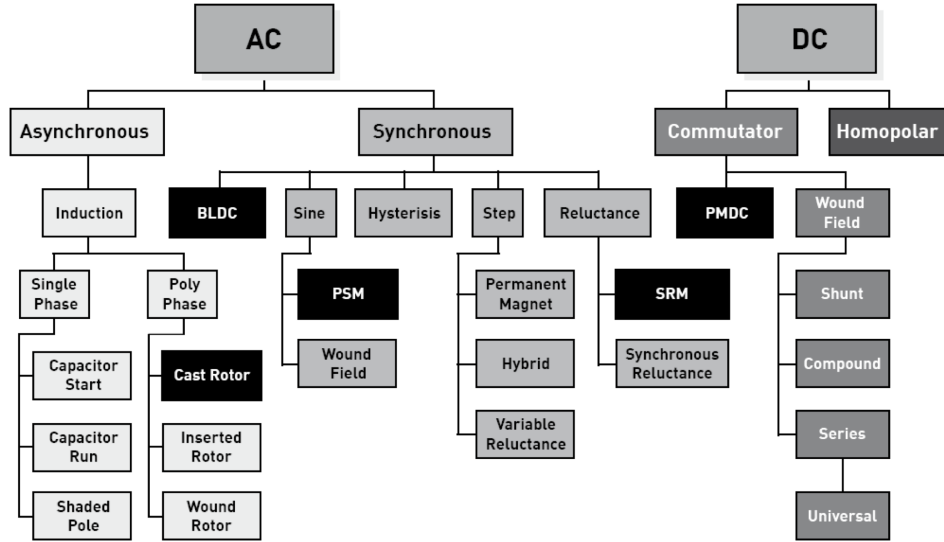 AC
DC
Asynchronous
Synchronous
Commutator
Homopolar
Induction
BLDC
Sine
Hysterisis
Step
Reluctance
PMDC
Wound
Field
Single
Phase
Poly
Phase
PSM
Permanent
Magnet
SRM
Shunt
Capacitor
Start
Cast Rotor
Wound
Field
Hybrid
Synchronous
Reluctance
Compound
Capacitor
Run
Inserted
Rotor
Variable
Reluctance
Series
Shaded
Pole
Wound
Rotor
Universal